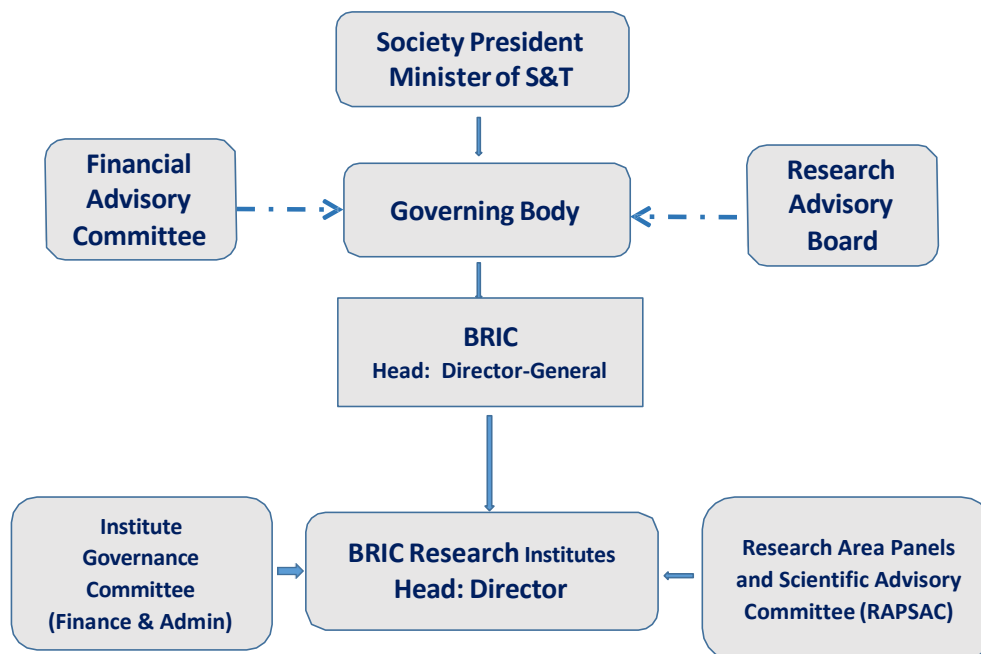 Society President
Minister of S&T
Financial
Advisory
Committee
Governing Body
Research
Advisory
Board
BRIC
Head: Director-General
Institute
Governance
Committee
(Finance & Admin)
BRIC Research Institutes
Head: Director
Research Area Panels
and Scientific Advisory
Committee (RAPSAC)